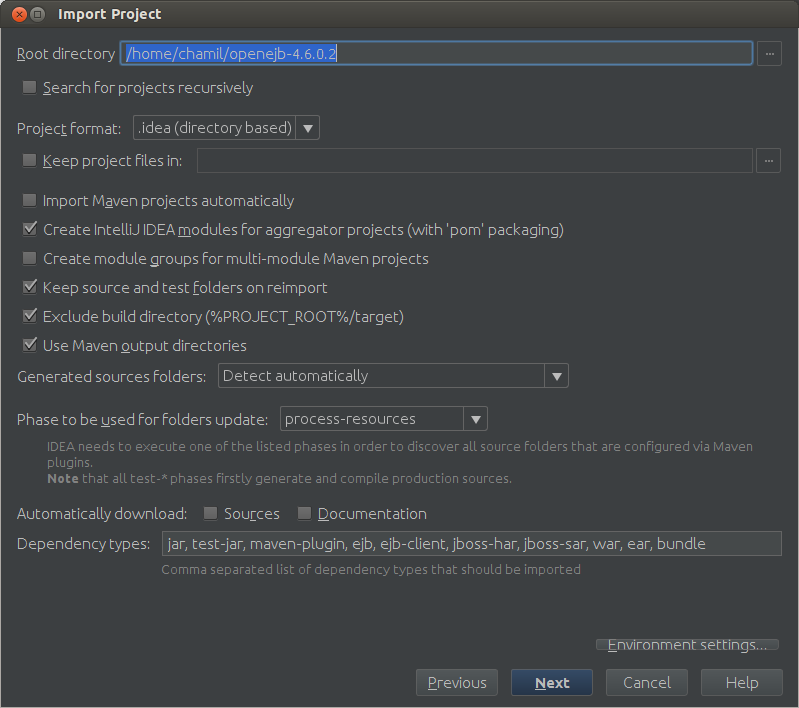 Import Project
Root directory /home/chamil/openejb-4.6.0.2 ...
Search for projects recursively
Project format: .idea (directory based)
Keep project files in: ...
Import Maven projects automatically
Create IntelliJ IDEA modules for aggregator projects (with 'pom' packaging)
Create module groups for multi-module Maven projects
Keep source and test folders on reimport
Exclude build directory (%PROJECT_ROOT%/target)
Use Maven output directories
Generated sources folders: Detect automatically
Phase to be used for folders update: process-resources
IDEA needs to execute one of the listed phases in order to discover all source folders that are configured via Maven
plugins.
Note that all test-* phases firstly generate and compile production sources.
Automatically download: Sources Documentation
Dependency types: jar, test-jar, maven-plugin, ejb, ejb-client, jboss-har, jboss-sar, war, ear, bundle
Comma separated list of dependency types that should be imported
Environment settings...
Previous Next Cancel Help